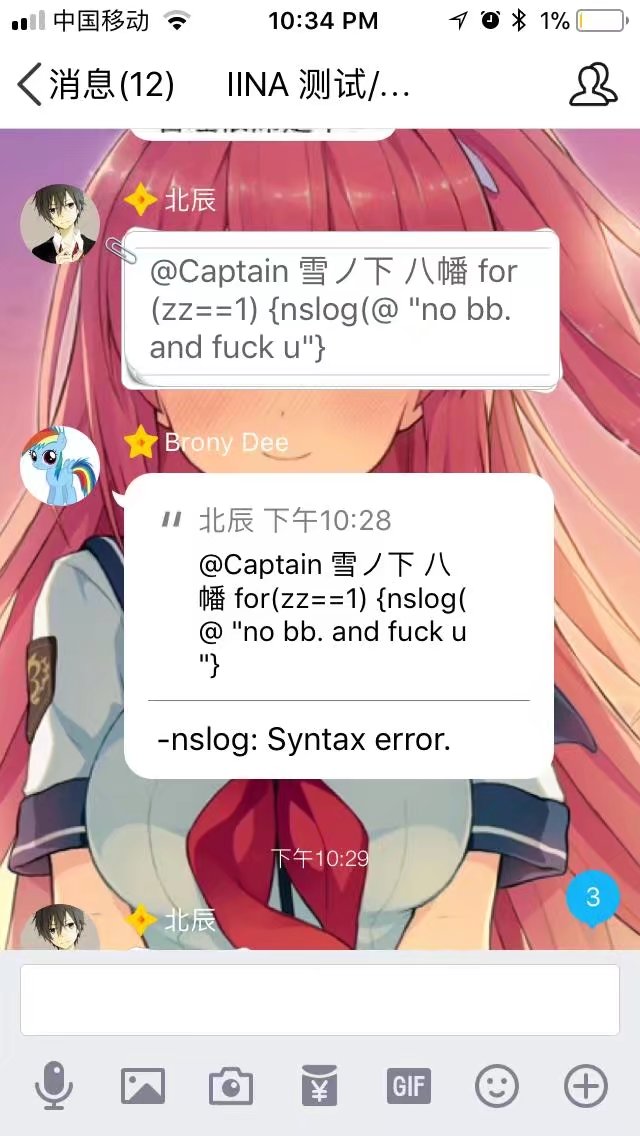 中国移动
10:34 PM
1%
消息(12)
IINA 测试/...
北辰
@Captain 雪ノ下 八幡 for
(zz==1) {nslog(@ "no bb.
and fuck u"}
Brony Dee
北辰 下午10:28
@Captain 雪ノ下 八
幡 for(zz==1) {nslog(
@ "no bb. and fuck u
"}
-nslog: Syntax error.
下午10:29
3
北辰
GIF